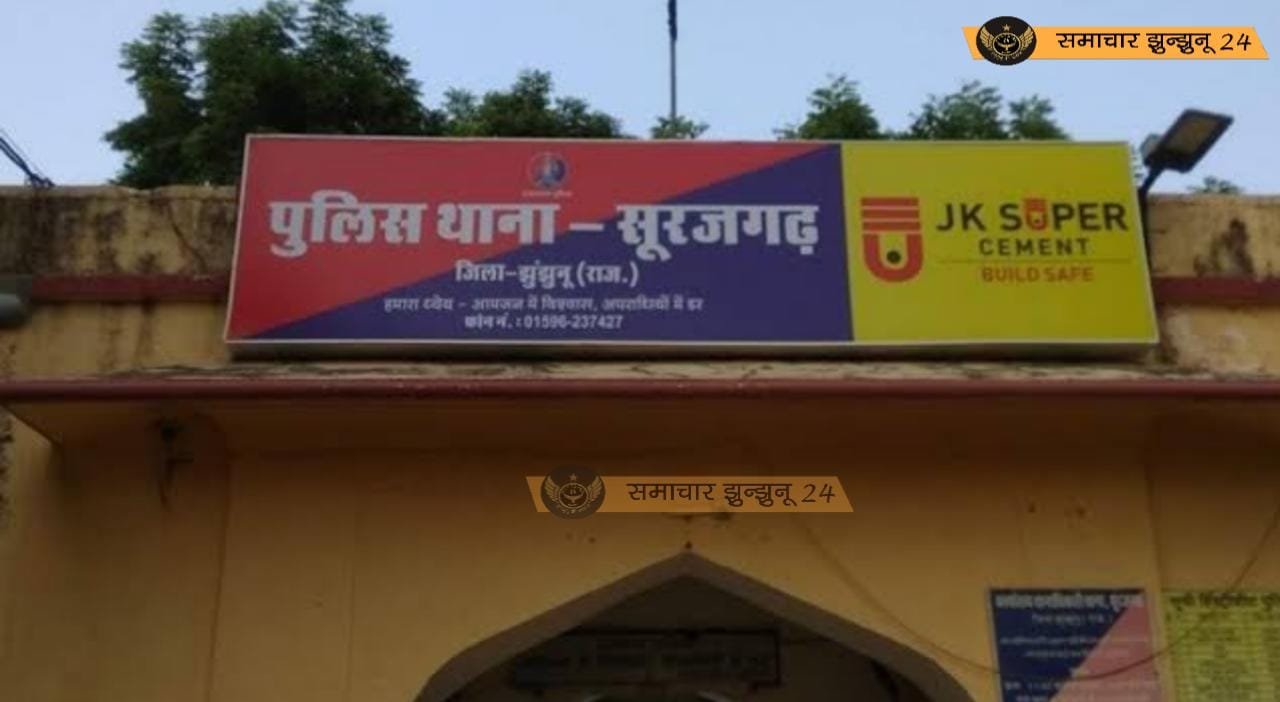 समाचार झुन्झुनू 24
पुलिस थाना – सूरजगढ़
जिला-झुंझुनू (राज.)
हमारा ध्येय – आमजन में विश्वास, अपराधियों में डर
फ़ोन नं. : 01596-237427
JK SUPER
CEMENT
BUILD SAFE
समाचार झुन्झुनू 24